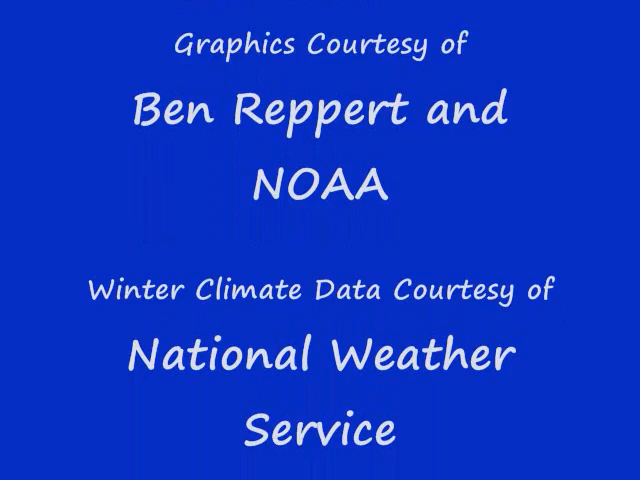 Graphics Courtesy of
Ben Reppert and
NOAA
Winter Climate Data Courtesy of
National Weather
Service